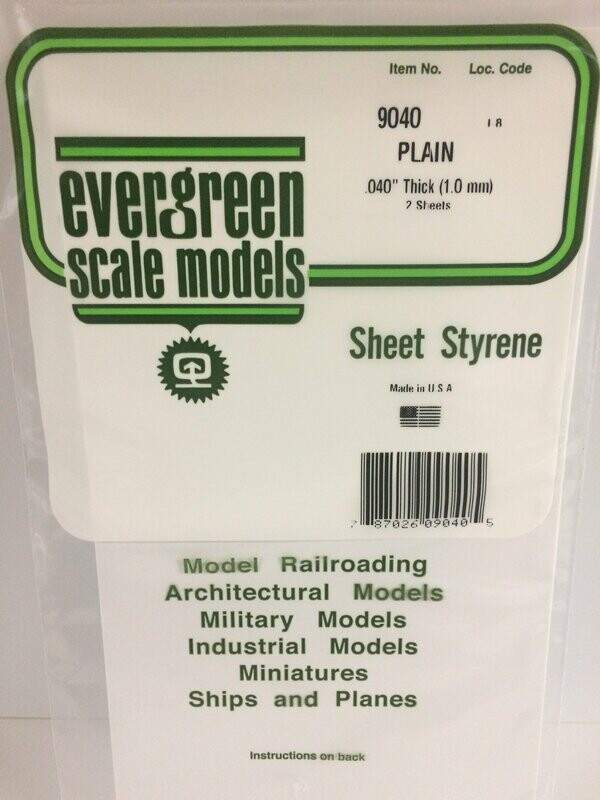 Item No. Loc. Code
9040 18
PLAIN
.040" Thick (1.0 mm)
2 Sheets
evergreen
scale models
Sheet Styrene
Made in U S A
7 87026 09040 5
Model Railroading
Architectural Models
Military Models
Industrial Models
Miniatures
Ships and Planes
Instructions on back